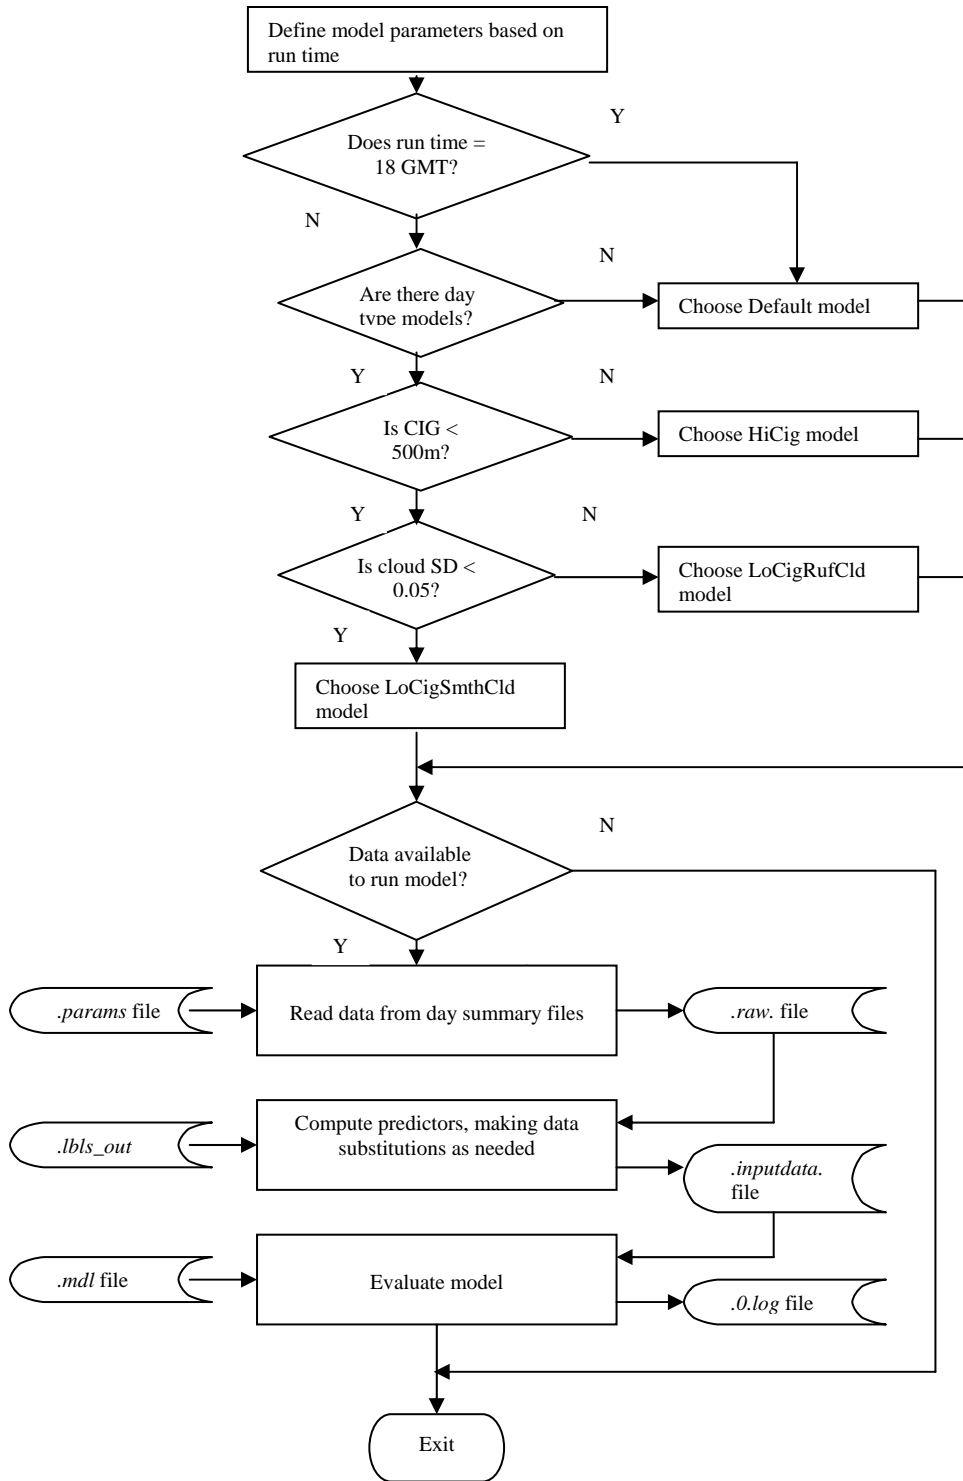 Define model parameters based on
run time
Y
Does run time =
18 GMT?
N
N
Are there day
type models?
Choose Default model
Y
N
Is CIG <
500m?
Choose HiCig model
Y
N
Is cloud SD <
0.05?
Choose LoCigRufCld
model
Y
Choose LoCigSmthCld
model
N
Data available
to run model?
Y
.params file
Read data from day summary files
.raw. file
Compute predictors, making data
substitutions as needed
.lbls_out
.inputdata.
file
.mdl file
Evaluate model
.0.log file
Exit